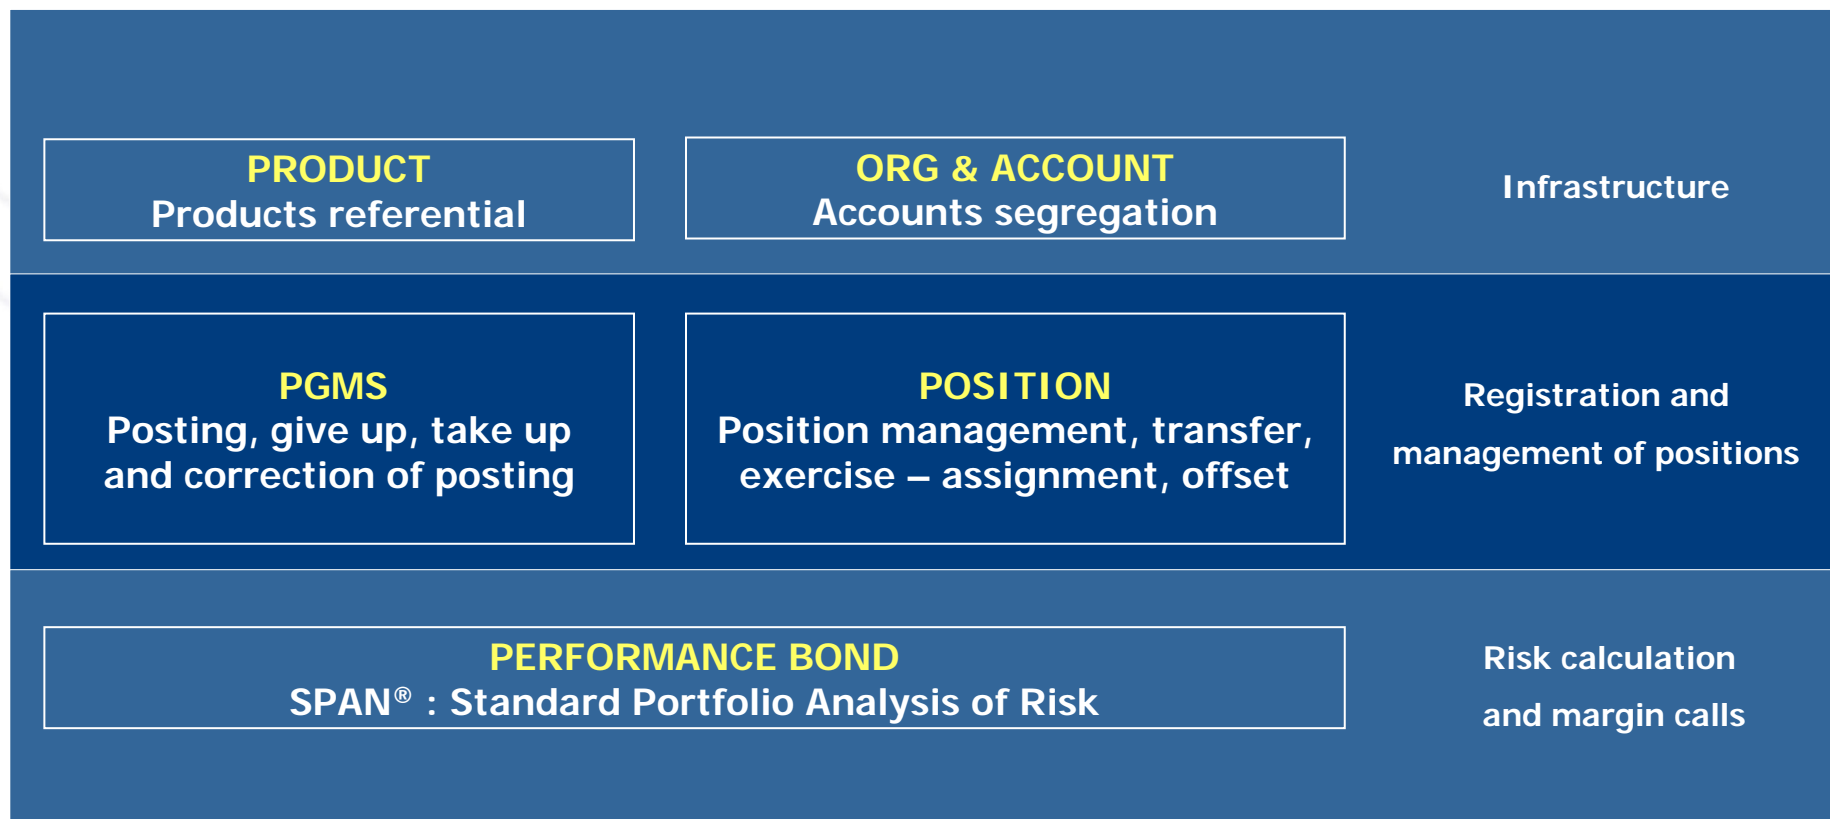 PRODUCT
Products referential
ORG & ACCOUNT
Accounts segregation
Infrastructure
PGMS
Posting, give up, take up
and correction of posting
POSITION
Position management, transfer,
exercise – assignment, offset
Registration and
management of positions
PERFORMANCE BOND
SPAN® : Standard Portfolio Analysis of Risk
Risk calculation
and margin calls